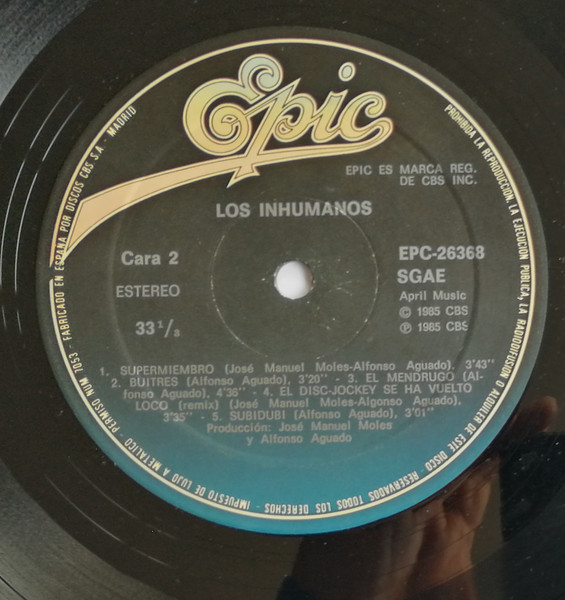 Epic
EPIC ES MARCA REG.
DE CBS INC.
LOS INHUMANOS
Cara 2
ESTEREO
33 1/3
EPC-26368
SGAE
April Music
© 1985 CBS
℗ 1985 CBS
1. SUPERMIEMBRO (José Manuel Moles-Alfonso Aguado). 3'43"
2. BUITRES (Alfonso Aguado), 3'20" - 3. EL MENDRUGO (Al-
fonso Aguado), 4'36" - 4. EL DISC-JOCKEY SE HA VUELTO
LOCO (remix) (José Manuel Moles-Algonso Aguado),
3'35" - 5. SUBIDUBI (Alfonso Aguado), 3'01"
Producción: José Manuel Moles
y Alfonso Aguado
PROHIBIDA LA REPRODUCCION, LA EJECUCION PUBLICA, LA RADIODIFUSION O ALQUILER DE ESTE DISCO RESERVADOS TODOS LOS DERECHOS - IMPUESTO DE LUJO A METALICO - PERMISO NUM 7053 - FABRICADO EN ESPAÑA POR DISCOS CBS S.A. - MADRID